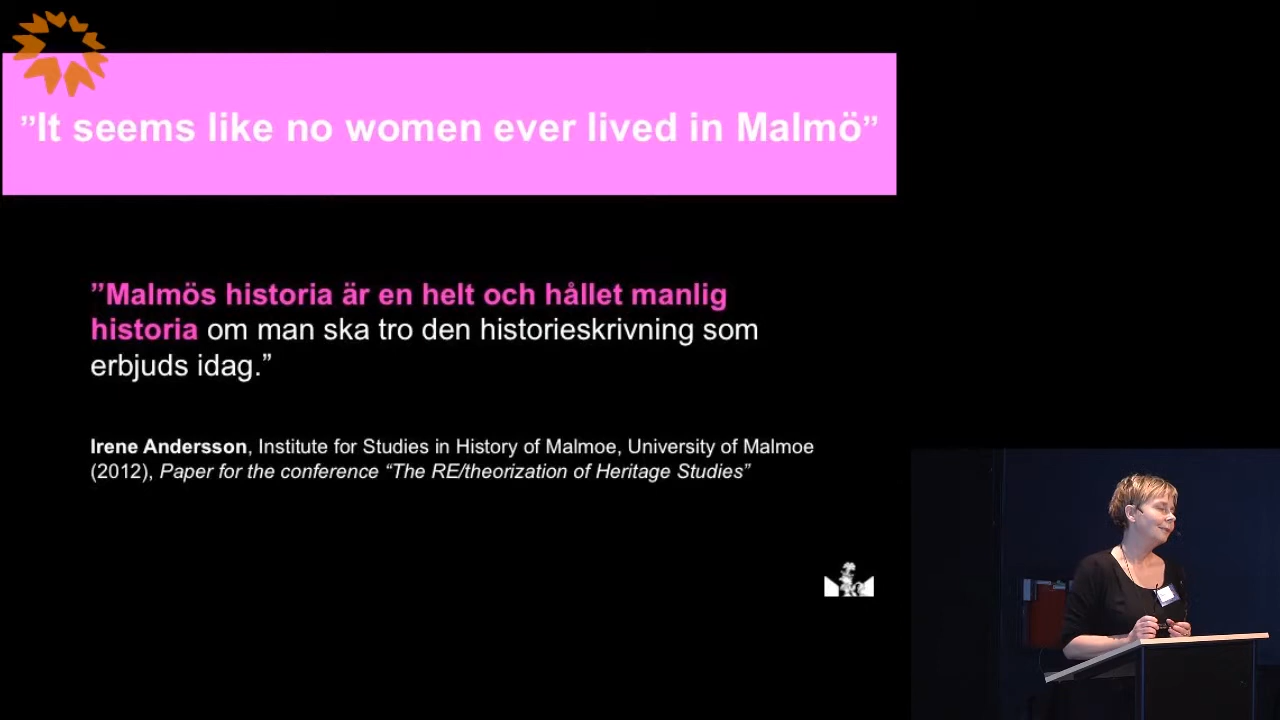 ”It seems like no women ever lived in Malmö”
”Malmös historia är en helt och hållet manlig
historia om man ska tro den historieskrivning som
erbjuds idag.”
Irene Andersson, Institute for Studies in History of Malmoe, University of Malmoe
(2012), Paper for the conference “The RE/theorization of Heritage Studies”